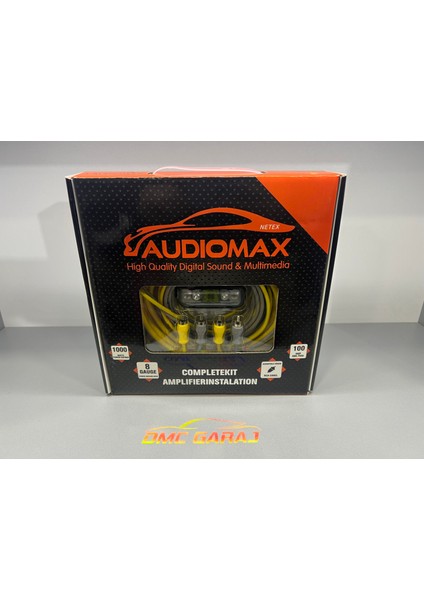 NETEX
AUDIOMAX
High Quality Digital Sound & Multimedia
1000
8
GAUGE
100
COMPLETEKIT
AMPLIFIERINSTALATION
DMC GARAJ